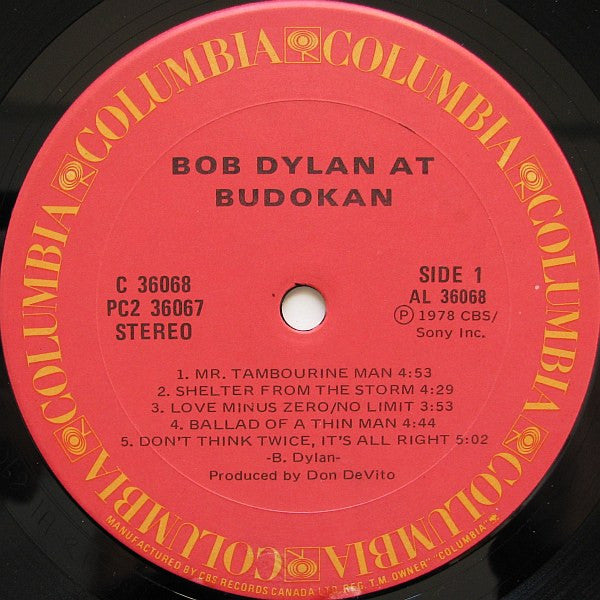 COLUMBIA COLUMBIA COLUMBIA COLUMBIA COLUMBIA COLUMBIA
BOB DYLAN AT
BUDOKAN
C 36068
PC2 36067
STEREO
SIDE 1
AL 36068
Ⓟ 1978 CBS/
Sony Inc.
1. MR. TAMBOURINE MAN 4:53
2. SHELTER FROM THE STORM 4:29
3. LOVE MINUS ZERO/NO LIMIT 3:53
4. BALLAD OF A THIN MAN 4:44
5. DON'T THINK TWICE, IT'S ALL RIGHT 5:02
-B. Dylan-
Produced by Don DeVito
MANUFACTURED BY CBS RECORDS CANADA LTD. REG. T.M. OWNER "COLUMBIA"